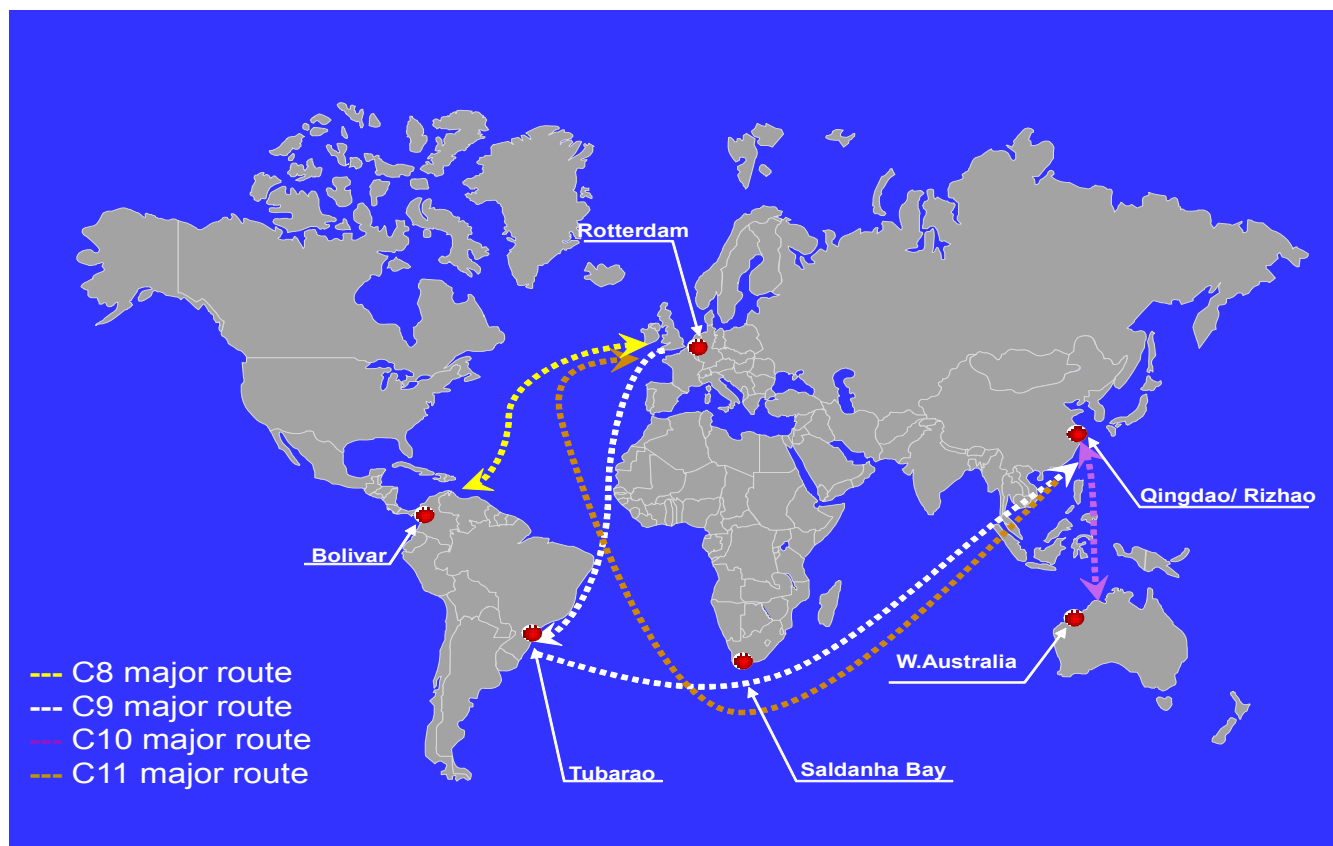 Rotterdam
Qingdao/ Rizhao
Bolivar
W.Australia
C8 major route
C9 major route
C10 major route
C11 major route
Tubarao
Saldanha Bay